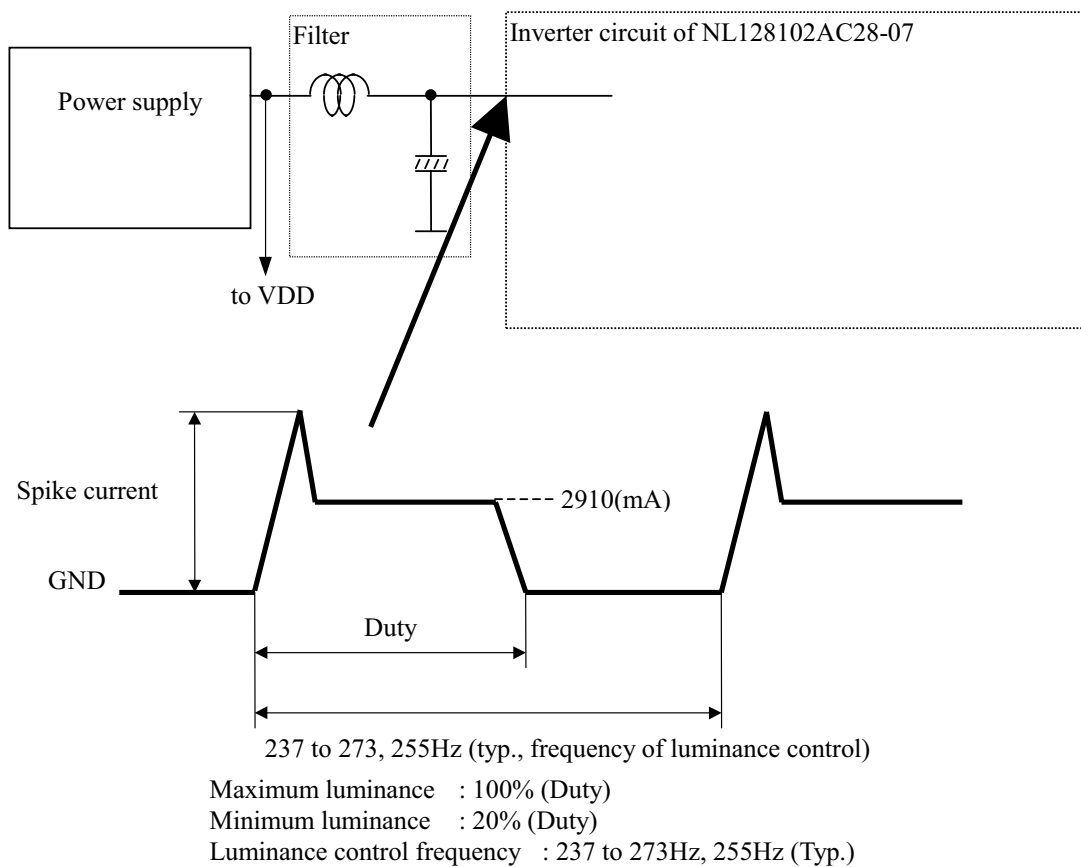 Filter
Inverter circuit of NL128102AC28-07
Power supply
to VDD
Spike current
2910(mA)
GND
Duty
237 to 273, 255Hz (typ., frequency of luminance control)
Maximum luminance : 100% (Duty)
Minimum luminance : 20% (Duty)
Luminance control frequency : 237 to 273Hz, 255Hz (Typ.)